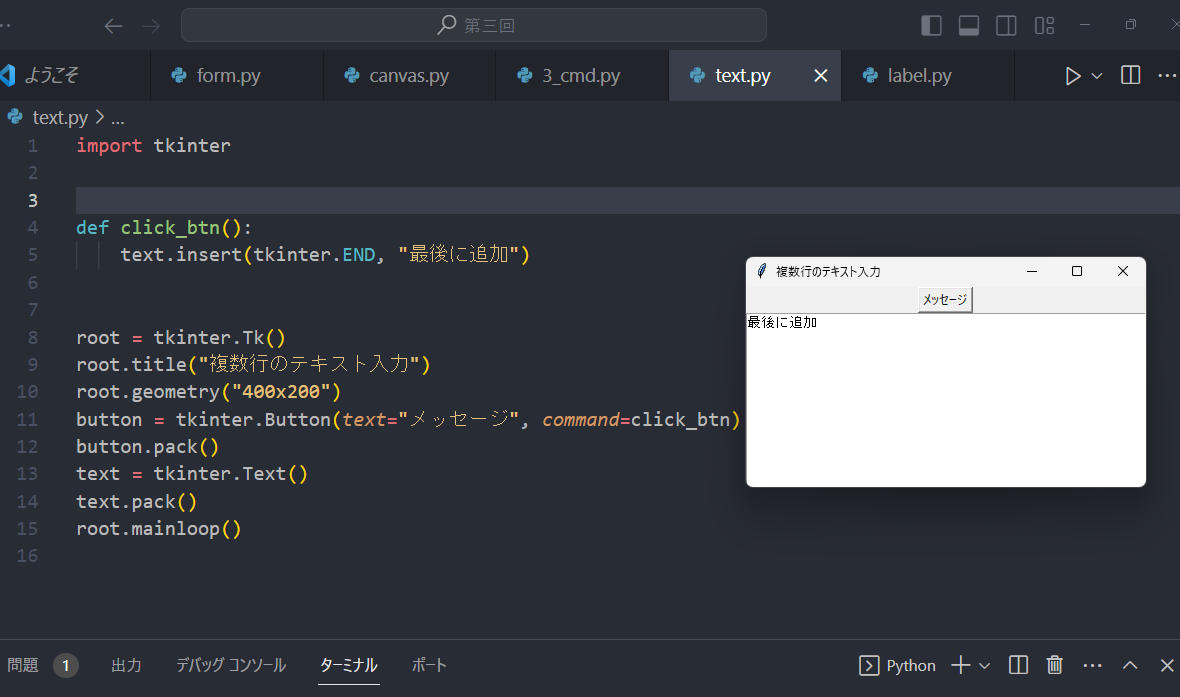 第三回
ようこそ
form.py
canvas.py
3_cmd.py
text.py
label.py
text.py > ...
1 import tkinter
2
3
4 def click_btn():
5 text.insert(tkinter.END, "最後に追加")
6
7
8 root = tkinter.Tk()
9 root.title("複数行のテキスト入力")
10 root.geometry("400x200")
11 button = tkinter.Button(text="メッセージ", command=click_btn)
12 button.pack()
13 text = tkinter.Text()
14 text.pack()
15 root.mainloop()
16
複数行のテキスト入力
メッセージ
最後に追加
問題 1 出力 デバッグ コンソール ターミナル ポート Python